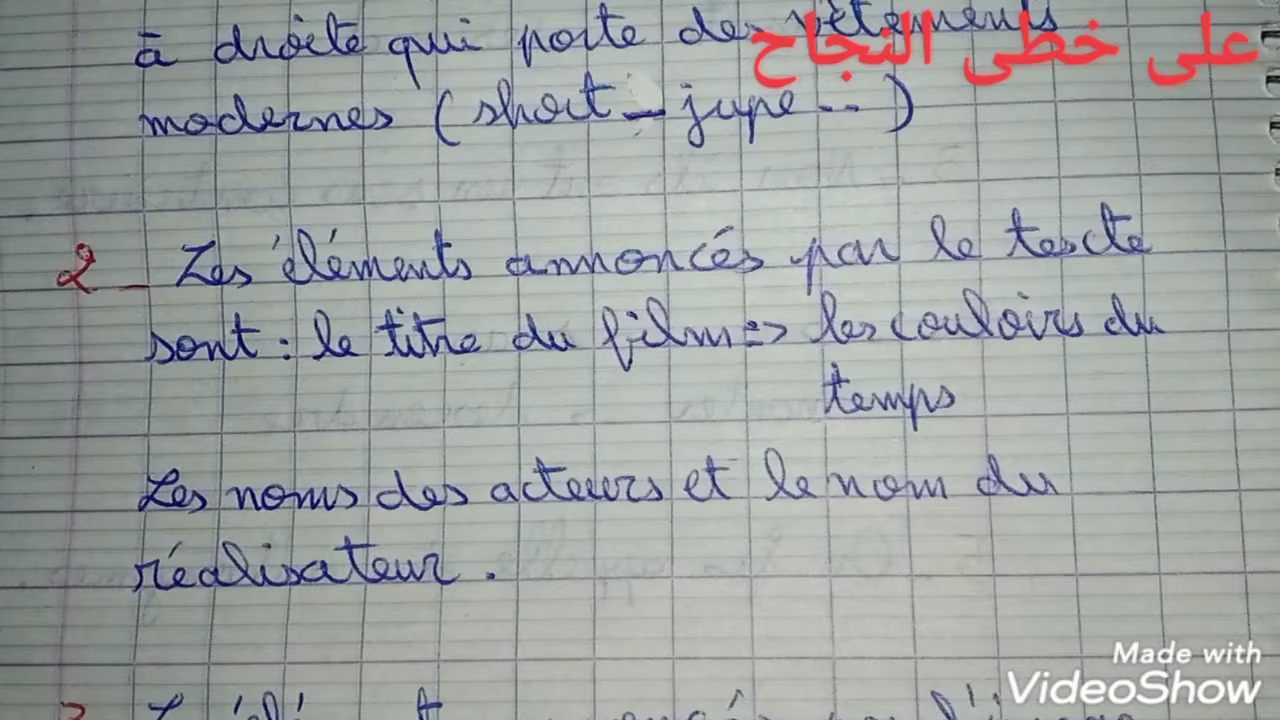 à droite qui porte des vêtements
على خطى النجاح
modernes (short _ jupe -- )
2 _ Les éléments annoncés par le texte
sont : le titre du film => les couloirs du
temps
Les noms des acteurs et le nom du
réalisateur .
Made with
VideoShow